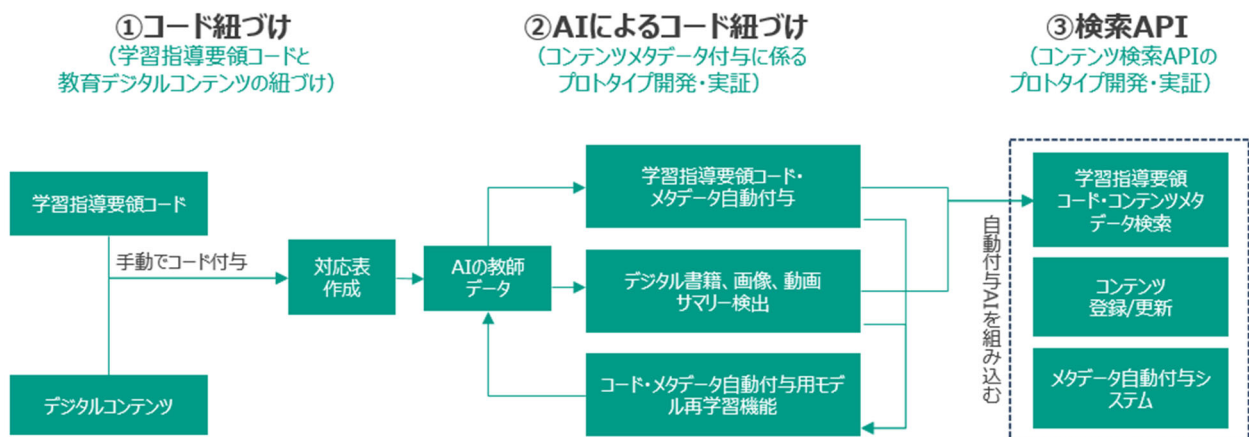 ①コード紐づけ
（学習指導要領コードと
教育デジタルコンテンツの紐づけ）
②AIによるコード紐づけ
（コンテンツメタデータ付与に係る
プロトタイプ開発・実証）
③検索API
（コンテンツ検索APIの
プロトタイプ開発・実証）
学習指導要領コード
手動でコード付与
デジタルコンテンツ
対応表
作成
AIの教師
データ
学習指導要領コード・
メタデータ自動付与
デジタル書籍、画像、動画
サマリー検出
コード・メタデータ自動付与用モデ
ル再学習機能
自動付与AIを組み込む
学習指導要領
コード・コンテンツメタ
データ検索
コンテンツ
登録/更新
メタデータ自動付与シ
ステム